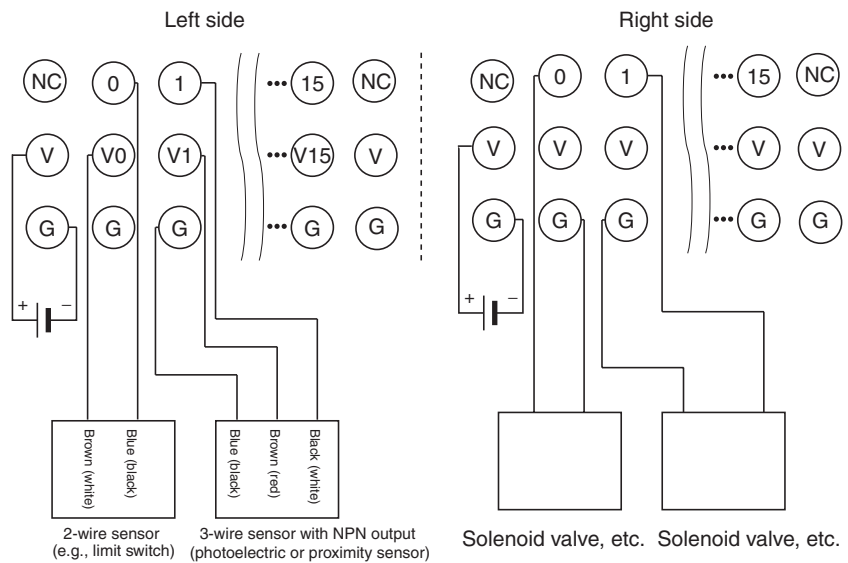 Left side Right side
NC 0 1 ••• 15 NC NC 0 1 ••• 15 NC
V V0 V1 ••• V15 V V V V ••• V V
G G G ••• G G G G G ••• G G
+ − + −
Brown (white)
Blue (black)
Blue (black)
Brown (red)
Black (white)
2-wire sensor
(e.g., limit switch)
3-wire sensor with NPN output
(photoelectric or proximity sensor)
Solenoid valve, etc. Solenoid valve, etc.